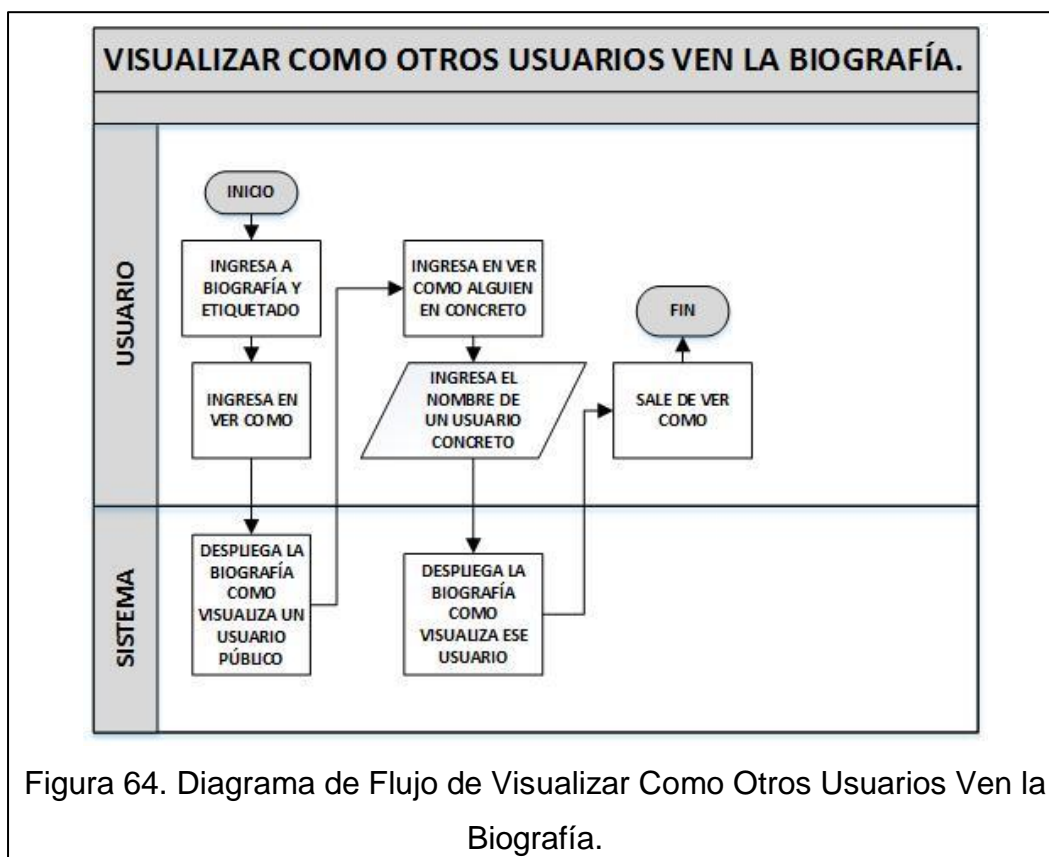 VISUALIZAR COMO OTROS USUARIOS VEN LA BIOGRAFÍA.
USUARIO
INICIO
INGRESA A
BIOGRAFÍA Y
ETIQUETADO
INGRESA EN
VER COMO
INGRESA EN VER
COMO ALGUIEN
EN CONCRETO
INGRESA EL
NOMBRE DE
UN USUARIO
CONCRETO
FIN
SALE DE VER
COMO
SISTEMA
DESPLIEGA LA
BIOGRAFÍA
COMO
VISUALIZA UN
USUARIO
PÚBLICO
DESPLIEGA LA
BIOGRAFÍA
COMO
VISUALIZA ESE
USUARIO
Figura 64. Diagrama de Flujo de Visualizar Como Otros Usuarios Ven la
Biografía.